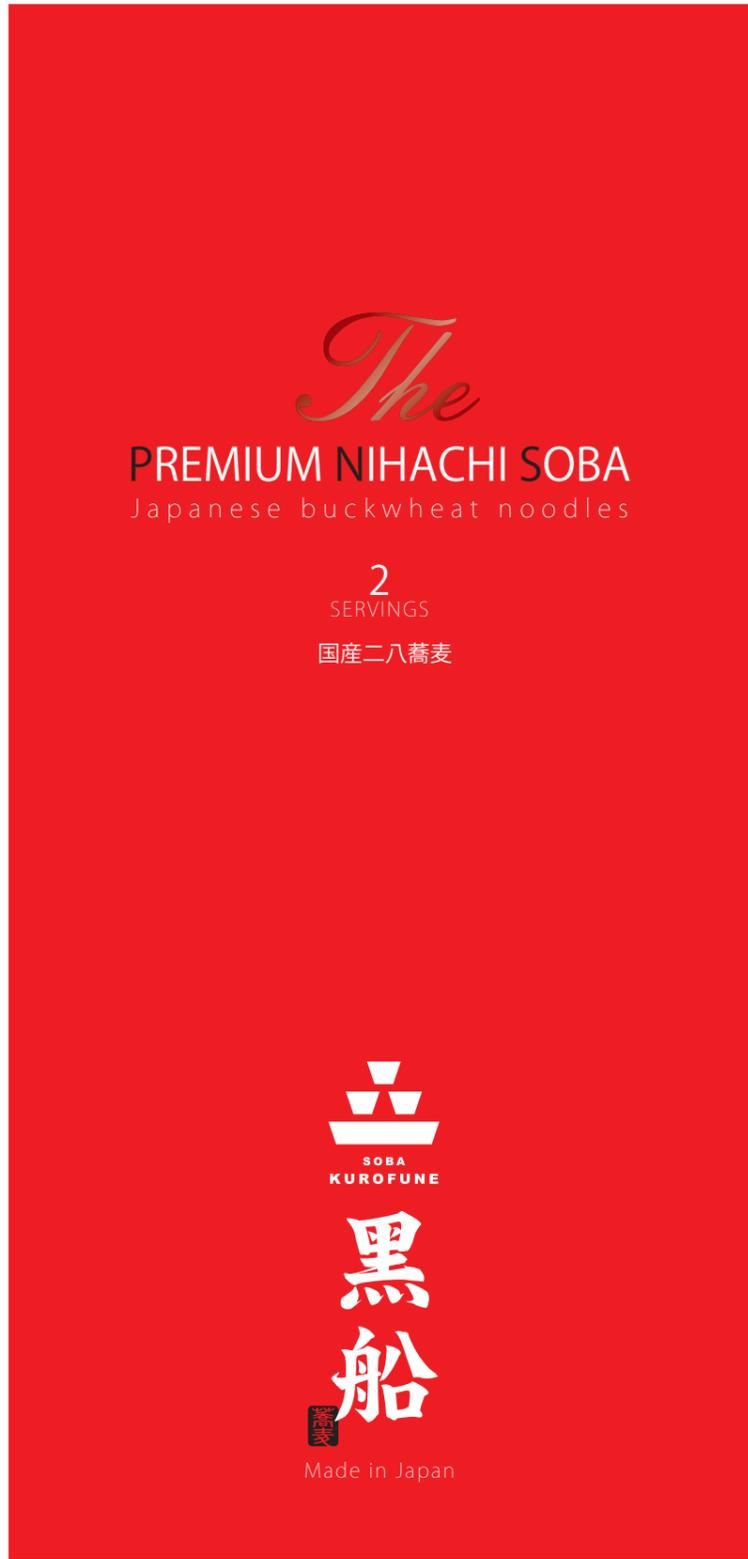 The
PREMIUM NIHACHI SOBA
Japanese buckwheat noodles
2
SERVINGS
国産二八蕎麦
SOBA
KUROFUNE
黒
船
蕎麦
Made in Japan